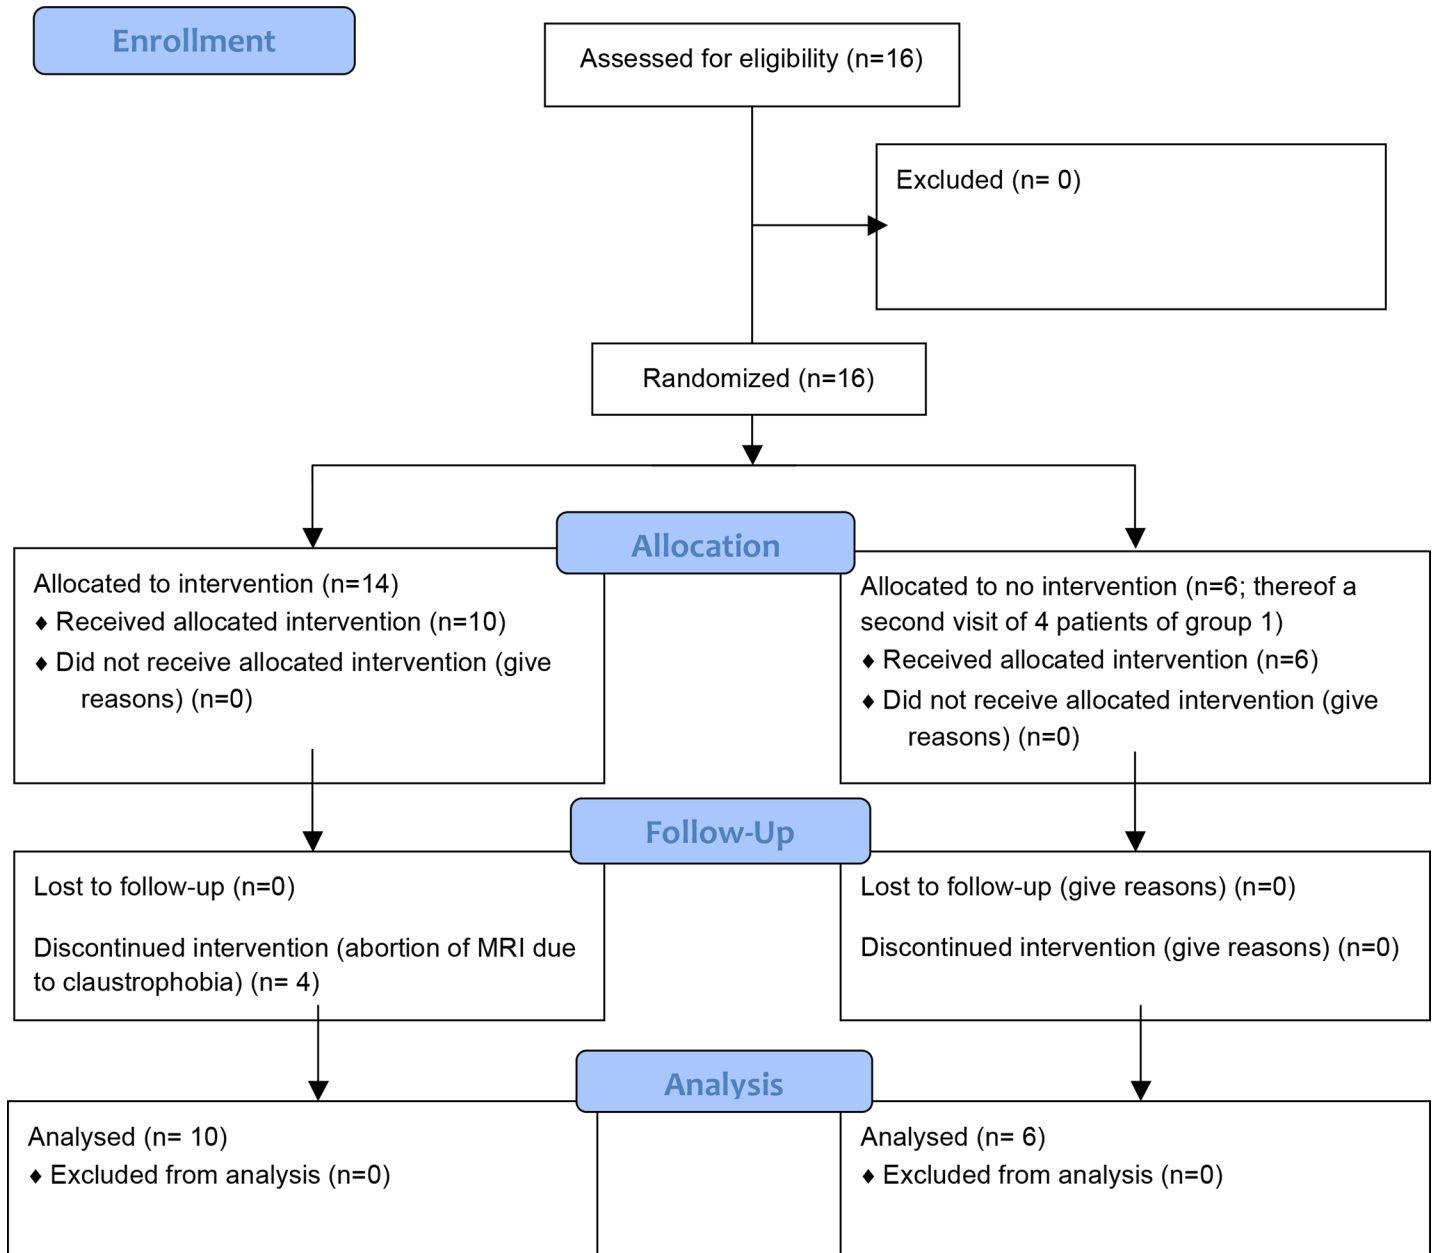 Enrollment
Assessed for eligibility (n=16)
Excluded (n= 0)
Randomized (n=16)
Allocation
Allocated to intervention (n=14)
♦ Received allocated intervention (n=10)
♦ Did not receive allocated intervention (give
reasons) (n=0)
Allocated to no intervention (n=6; thereof a
second visit of 4 patients of group 1)
♦ Received allocated intervention (n=6)
♦ Did not receive allocated intervention (give
reasons) (n=0)
Follow-Up
Lost to follow-up (n=0)
Discontinued intervention (abortion of MRI due
to claustrophobia) (n= 4)
Lost to follow-up (give reasons) (n=0)
Discontinued intervention (give reasons) (n=0)
Analysis
Analysed (n= 10)
♦ Excluded from analysis (n=0)
Analysed (n= 6)
♦ Excluded from analysis (n=0)